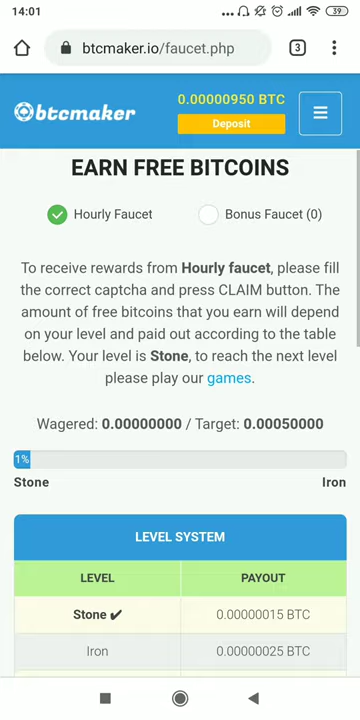 14:01
39
btcmaker.io/faucet.php
3
btcmaker
0.00000950 BTC
Deposit
EARN FREE BITCOINS
Hourly Faucet
Bonus Faucet (0)
To receive rewards from Hourly faucet, please fill
the correct captcha and press CLAIM button. The
amount of free bitcoins that you earn will depend
on your level and paid out according to the table
below. Your level is Stone, to reach the next level
please play our games.
Wagered: 0.00000000 / Target: 0.00050000
1%
Stone
Iron
LEVEL SYSTEM
LEVEL
PAYOUT
Stone ✔
0.00000015 BTC
Iron
0.00000025 BTC